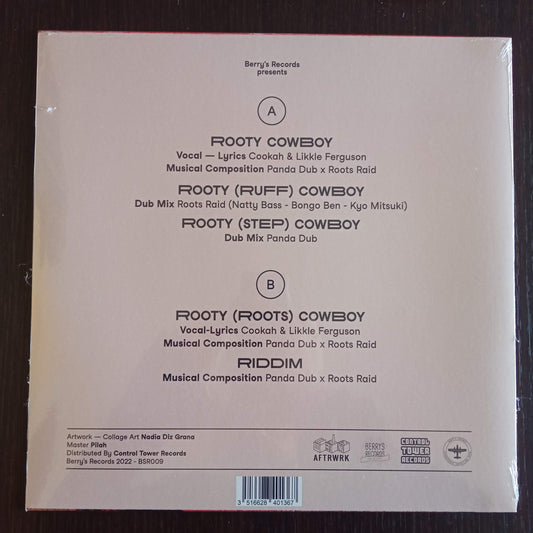 Berry's Records
presents
A
ROOTY COWBOY
Vocal — Lyrics Cookah & Likkle Ferguson
Musical Composition Panda Dub x Roots Raid
ROOTY (RUFF) COWBOY
Dub Mix Roots Raid (Natty Bass - Bongo Ben - Kyo Mitsuki)
ROOTY (STEP) COWBOY
Dub Mix Panda Dub
B
ROOTY (ROOTS) COWBOY
Vocal-Lyrics Cookah & Likkle Ferguson
Musical Composition Panda Dub x Roots Raid
RIDDIM
Musical Composition Panda Dub x Roots Raid
Artwork — Collage Art Nadia Diz Grana
Master Pilah
Distributed By Control Tower Records
Berry's Records 2022 - BSR009
AFTRWRK
BERRY'S
RECORDS
CONTROL
TOWER
RECORDS
3 516628 401367